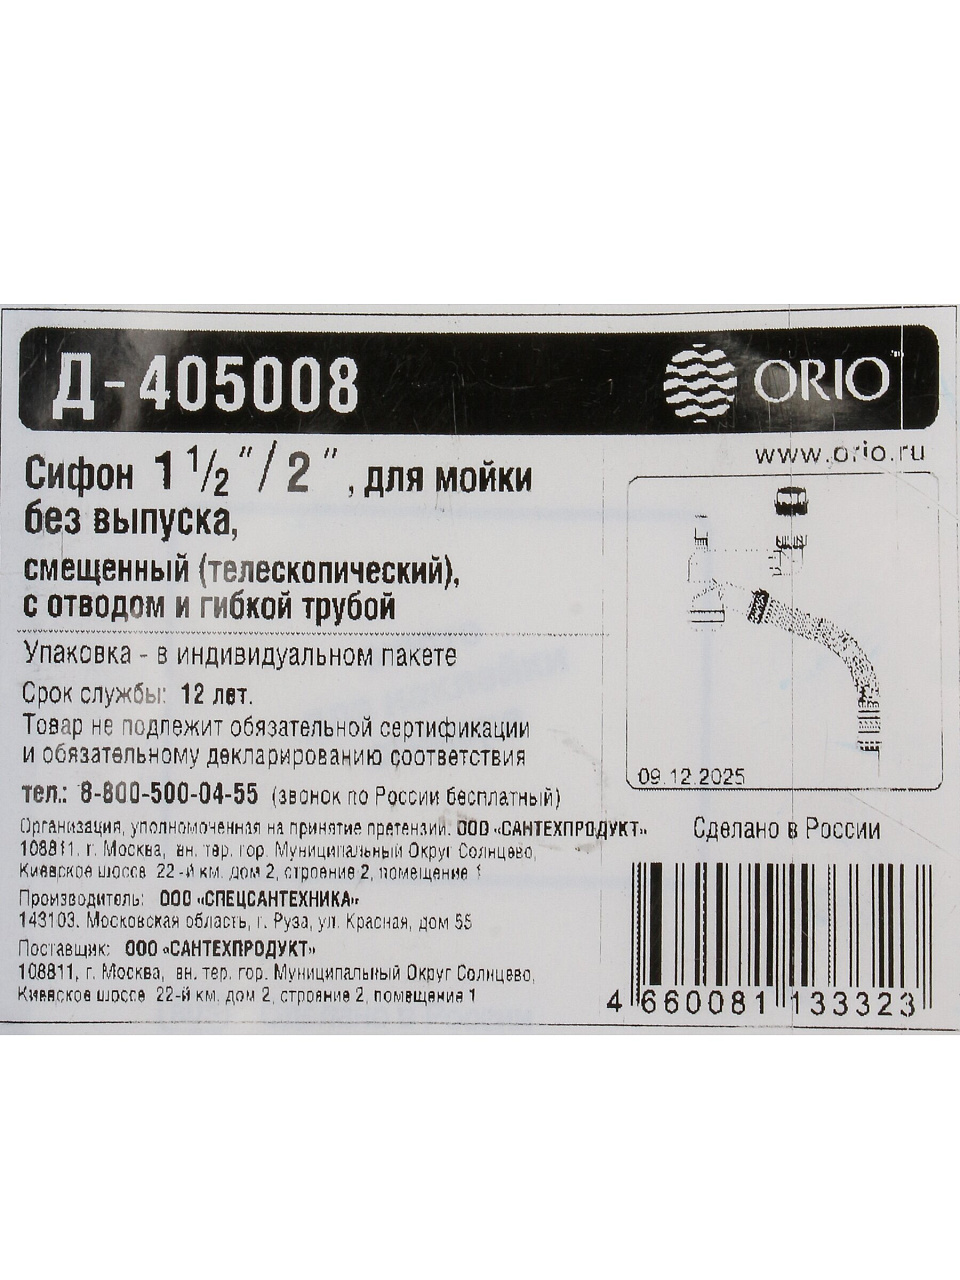 Д-405008
ORIO™
www.orio.ru
Сифон 1 1/2"/2", для мойки
без выпуска,
смещенный (телескопический),
с отводом и гибкой трубой
Упаковка - в индивидуальном пакете
Срок службы: 12 лет.
Товар не подлежит обязательной сертификации
и обязательному декларированию соответствия
тел.: 8-800-500-04-55 (звонок по России бесплатный)
09.12.2025
Организация, уполномоченная на принятие претензии: ООО «САНТЕХПРОДУКТ»
108811, г. Москва, вн. тер. гор. Муниципальный Округ Солнцево,
Киевское шоссе 22-й км. дом 2, строение 2, помещение 1
Производитель: ООО «СПЕЦСАНТЕХНИКА»
143103. Московская область, г. Руза, ул. Красная, дом 55
Поставщик: ООО «САНТЕХПРОДУКТ»
108811, г. Москва, вн. тер. гор. Муниципальный Округ Солнцево,
Киевское шоссе 22-й км. дом 2, строение 2, помещение 1
Сделано в России
4 660081 133323